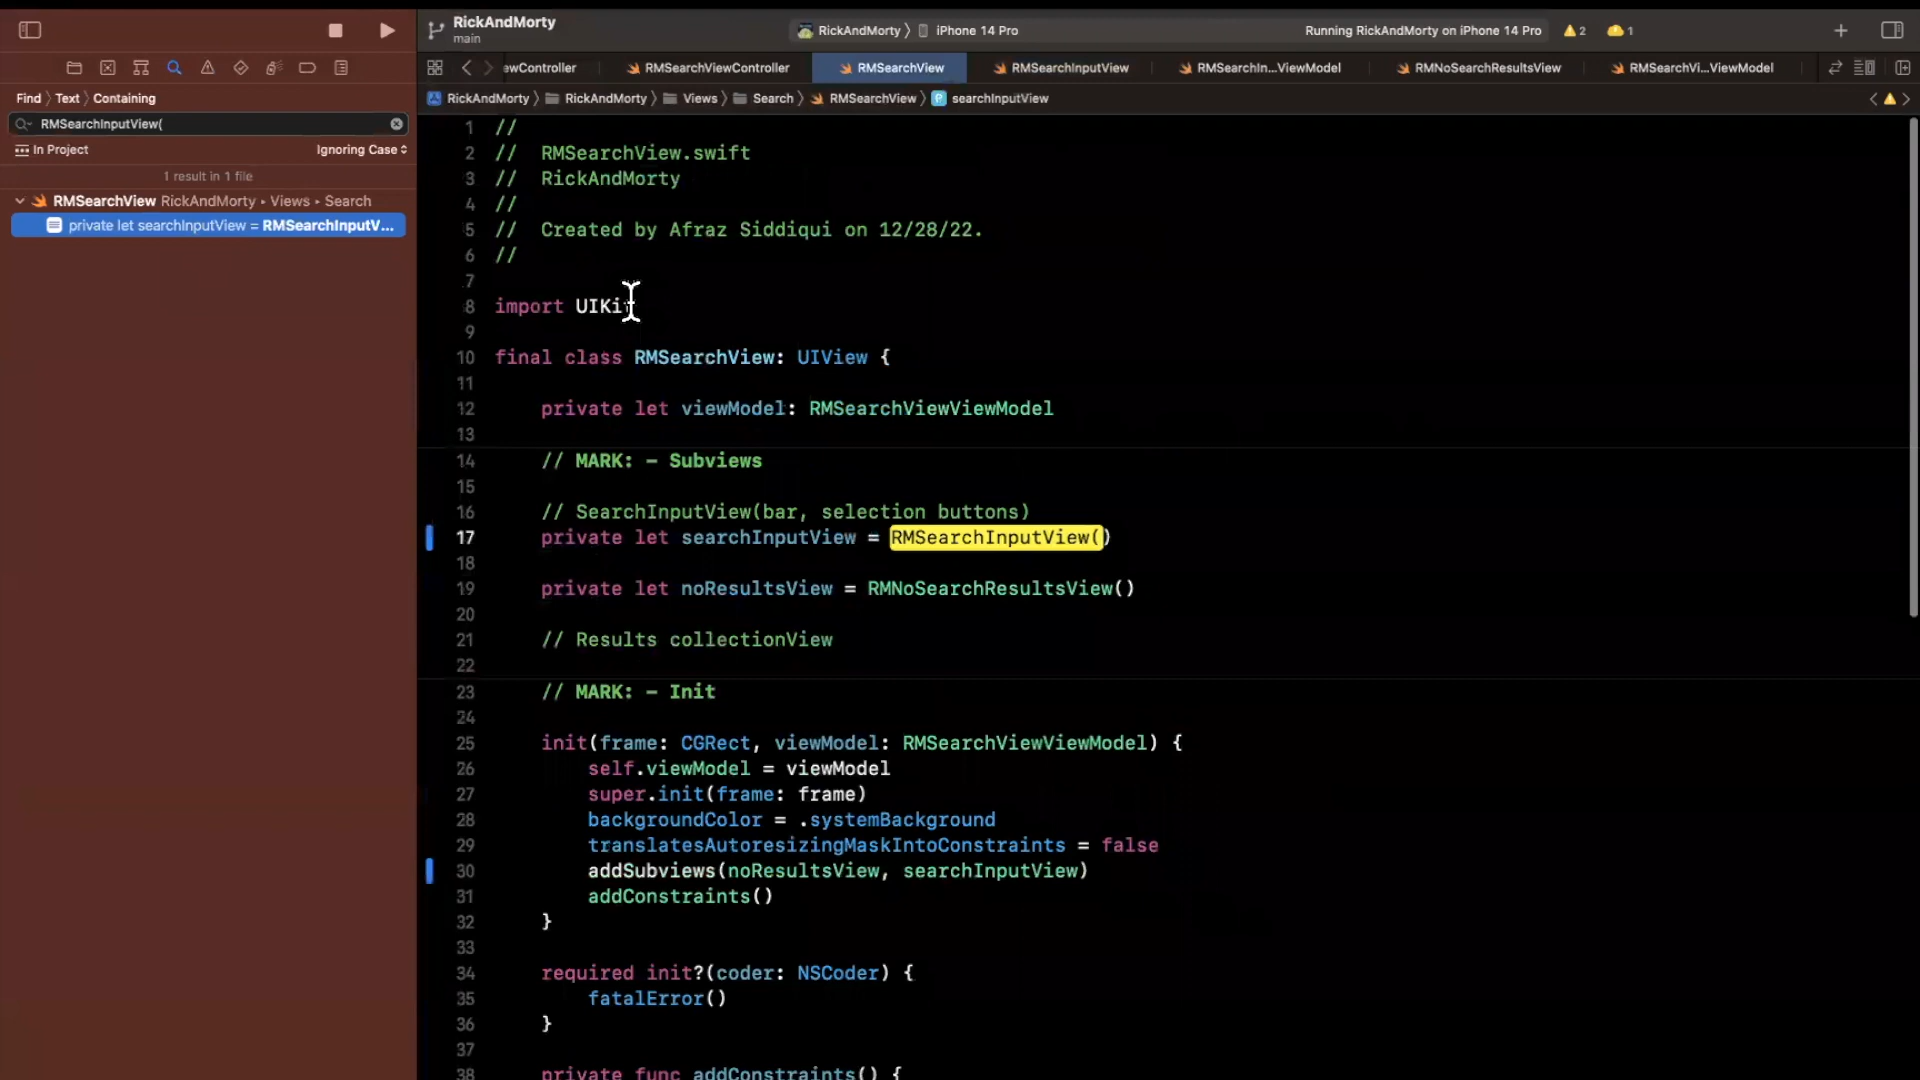 RickAndMorty
main
RickAndMorty 〉 iPhone 14 Pro
Running RickAndMorty on iPhone 14 Pro
2
1
ewController
RMSearchViewController
RMSearchView
RMSearchInputView
RMSearchIn...ViewModel
RMNoSearchResultsView
RMSearchVi...ViewModel
Find 〉 Text 〉 Containing
RickAndMorty 〉 RickAndMorty 〉 Views 〉 Search 〉 RMSearchView 〉 P searchInputView
RMSearchInputView(
In Project
Ignoring Case
1 result in 1 file
RMSearchView RickAndMorty • Views • Search
private let searchInputView = RMSearchInputV...
1 //
2 //  RMSearchView.swift
3 //  RickAndMorty
4 //
5 //  Created by Afraz Siddiqui on 12/28/22.
6 //
7
8 import UIKit
9
10 final class RMSearchView: UIView {
11
12     private let viewModel: RMSearchViewViewModel
13
14     // MARK: - Subviews
15
16     // SearchInputView(bar, selection buttons)
17     private let searchInputView = RMSearchInputView()
18
19     private let noResultsView = RMNoSearchResultsView()
20
21     // Results collectionView
22
23     // MARK: - Init
24
25     init(frame: CGRect, viewModel: RMSearchViewViewModel) {
26         self.viewModel = viewModel
27         super.init(frame: frame)
28         backgroundColor = .systemBackground
29         translatesAutoresizingMaskIntoConstraints = false
30         addSubviews(noResultsView, searchInputView)
31         addConstraints()
32     }
33
34     required init?(coder: NSCoder) {
35         fatalError()
36     }
37
38     private func addConstraints() {